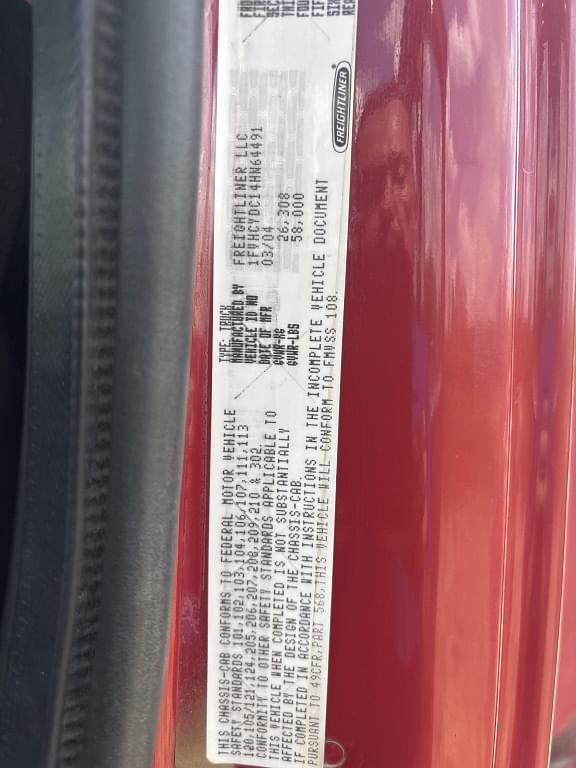 THIS CHASSIS-CAB CONFORMS TO FEDERAL MOTOR VEHICLE
SAFETY STANDARDS 101,102,103,104,106/107,111,113
120,105/121,124,205,206,207,208,209,210 & 302.
CONFORMITY TO OTHER SAFETY STANDARDS APPLICABLE TO
THIS VEHICLE WHEN COMPLETED IS NOT SUBSTANTIALLY
AFFECTED BY THE DESIGN OF THE CHASSIS-CAB.
IF COMPLETED IN ACCORDANCE WITH INSTRUCTIONS IN THE INCOMPLETE VEHICLE DOCUMENT
PURSUANT TO 49CFR,PART 568,THIS VEHICLE WILL CONFORM TO FMVSS 108.
TYPE: TRUCK
MANUFACTURED BY FREIGHTLINER LLC
VEHICLE ID NO 1FVHCYDC14HN64491
DATE OF MFR 03/04
GVWR-KG 26,308
GVWR-LBS 58,000
FREIGHTLINER